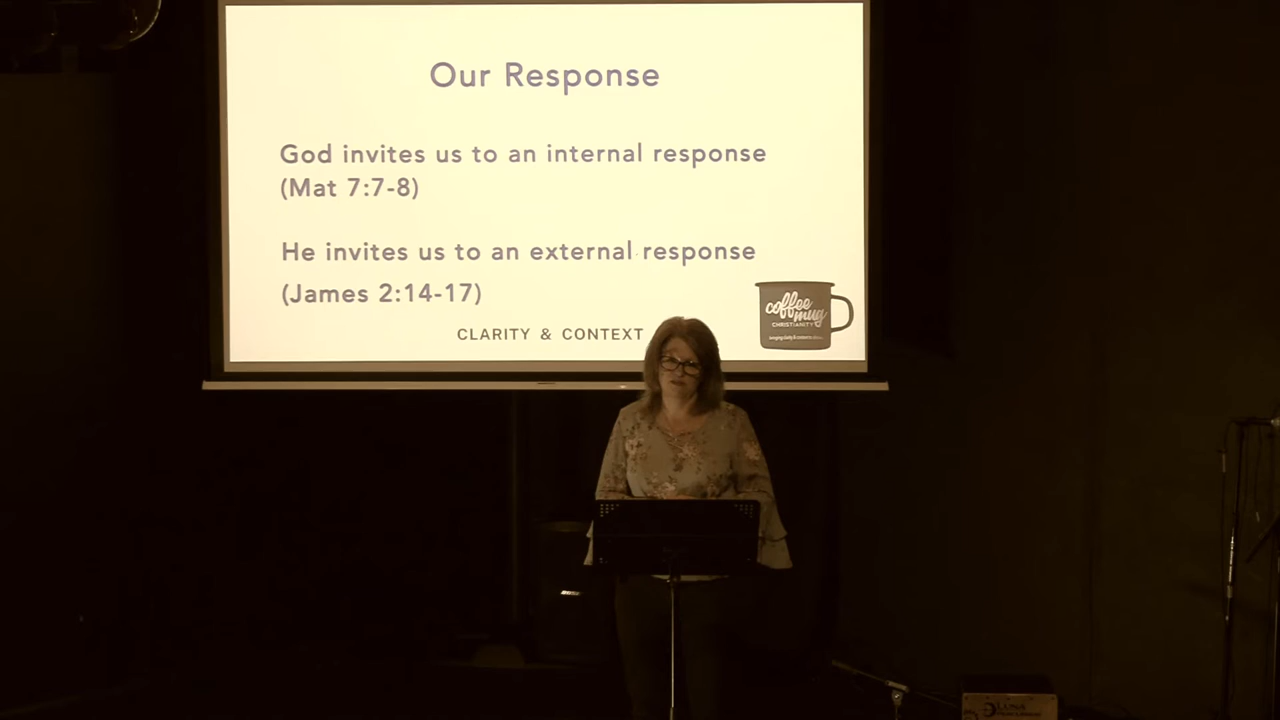 Our Response
God invites us to an internal response
(Mat 7:7-8)
He invites us to an external response
(James 2:14-17)
CLARITY & CONTEXT
coffee
mug
CHRISTIANITY
LUNA